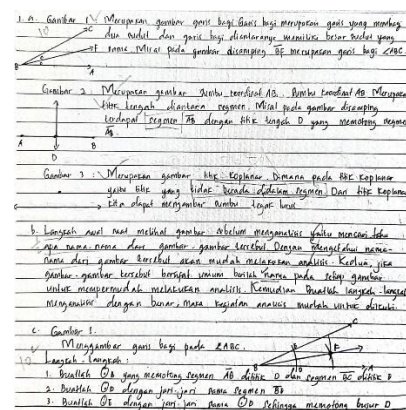 1. a. Gambar 1. Merupakan gambar garis bagi. Garis bagi merupakan garis yang membagi
dua sudut dan garis bagi diantaranya memiliki besar sudut yang
sama. Misal pada gambar disamping BF merupakan garis bagi ∠ABC.
C
F
B
A
Gambar 2 : Merupakan gambar sumbu koordinat AB. Sumbu koordinat AB Merupakan
titik tengah diantara segmen. Misal pada gambar disamping
terdapat segmen AB dengan titik tengah D yang memotong segmen
AB.
A
B
D
Gambar 3 : Merupakan gambar titik koplanar. Dimana pada titik koplanar
yaitu titik yang tidak berada didalam segmen. Dari titik koplanar
kita dapat menggambar sumbu tegak lurus.
b. Langkah awal saat melihat gambar sebelum menganalisis yaitu mencari tahu
apa nama-nama dari gambar-gambar tersebut. Dengan mengetahui nama-
nama dari gambar tersebut akan mudah melakukan analisis. Kedua, jika
gambar-gambar tersebut bersifat umum berilah nama pada setiap gambar
untuk mempermudah melakukan analisis. Kemudian buatlah langkah-langkah
menganalisis dengan benar, maka kegiatan analisis mudah untuk diikuti.
c. Gambar 1.
Menggambar garis bagi pada ∠ABC.
10
Langkah-langkah :
C
E
F
B
D
A
1. Buatlah ⊙B yang memotong segmen AB dititik D dan segmen BC dititik E
2. Buatlah ⊙D dengan jari-jari sama segmen BD
3. Buatlah ⊙E dengan jari-jari sama ⊙D sehingga memotong busur D